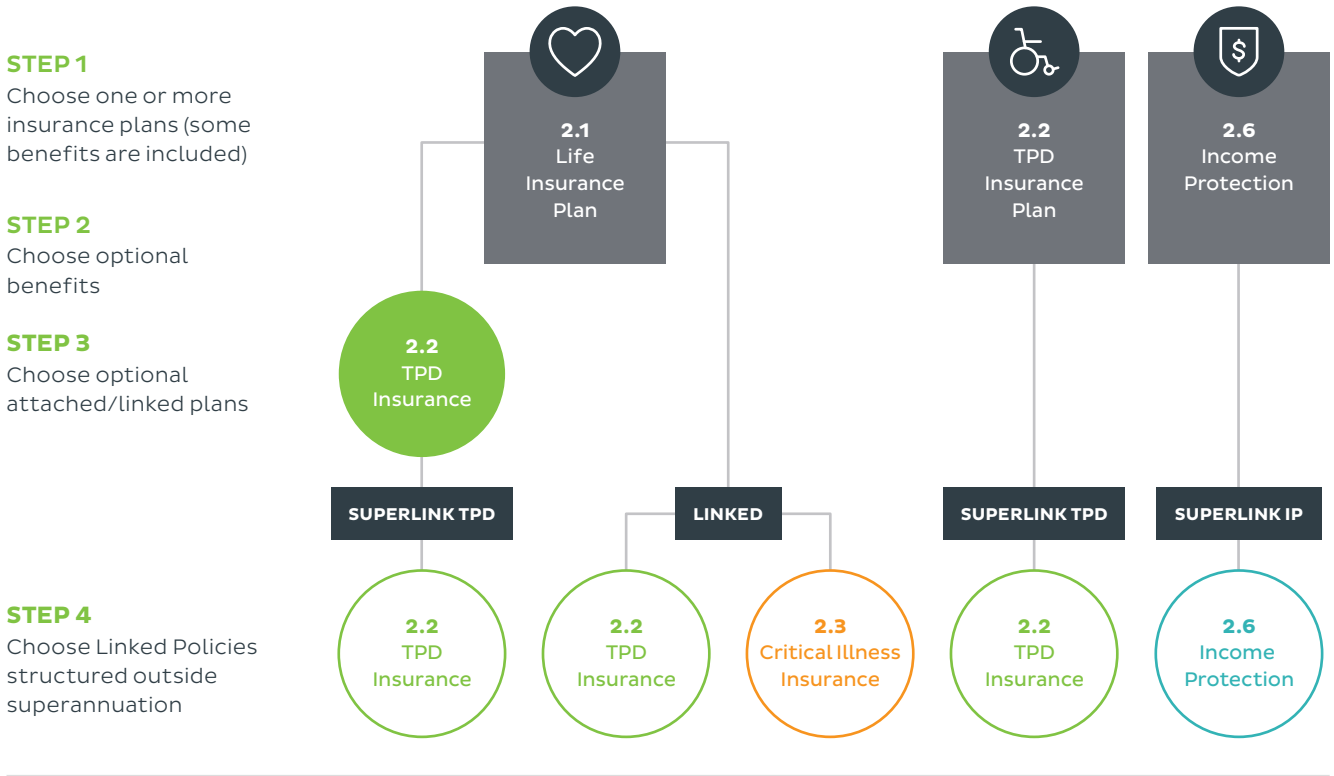 STEP 1
Choose one or more
insurance plans (some
benefits are included)
STEP 2
Choose optional
benefits
STEP 3
Choose optional
attached/linked plans
STEP 4
Choose Linked Policies
structured outside
superannuation
2.1
Life
Insurance
Plan
$
2.2
TPD
Insurance
Plan
2.6
Income
Protection
2.2
TPD
Insurance
SUPERLINK TPD
LINKED
SUPERLINK TPD
SUPERLINK IP
2.2
TPD
Insurance
2.2
TPD
Insurance
2.3
Critical Illness
Insurance
2.2
TPD
Insurance
2.6
Income
Protection